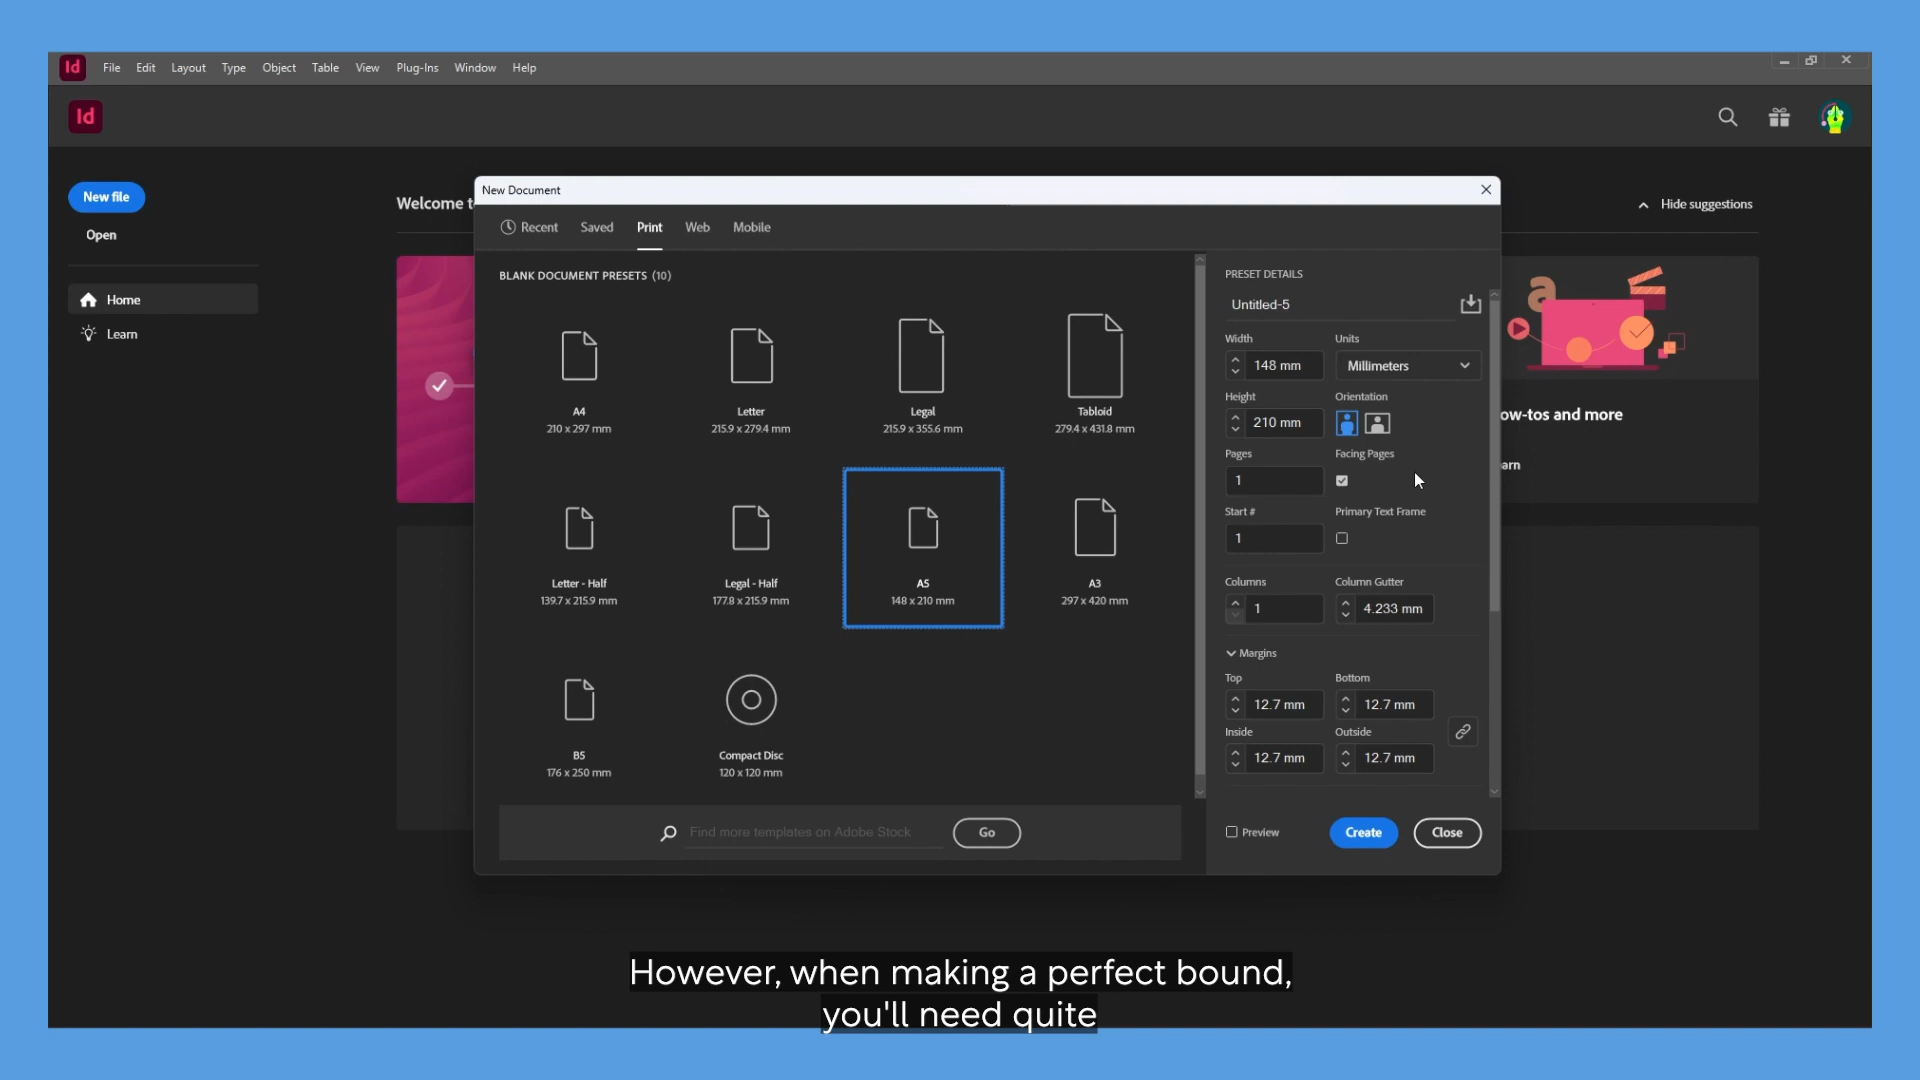 Id File Edit Layout Type Object Table View Plug-Ins Window Help
Id
New file
Open
Home
Learn
Welcome t
Hide suggestions
New Document
Recent Saved Print Web Mobile
BLANK DOCUMENT PRESETS (10)
A4
210 x 297 mm
Letter
215.9 x 279.4 mm
Legal
215.9 x 355.6 mm
Tabloid
279.4 x 431.8 mm
Letter - Half
139.7 x 215.9 mm
Legal - Half
177.8 x 215.9 mm
A5
148 x 210 mm
A3
297 x 420 mm
B5
176 x 250 mm
Compact Disc
120 x 120 mm
Find more templates on Adobe Stock
Go
PRESET DETAILS
Untitled-5
Width Units
148 mm Millimeters
Height Orientation
210 mm
Pages Facing Pages
1
Start # Primary Text Frame
1
Columns Column Gutter
1 4.233 mm
Margins
Top Bottom
12.7 mm 12.7 mm
Inside Outside
12.7 mm 12.7 mm
Preview Create Close
a
ow-tos and more
arn
However, when making a perfect bound,
you'll need quite